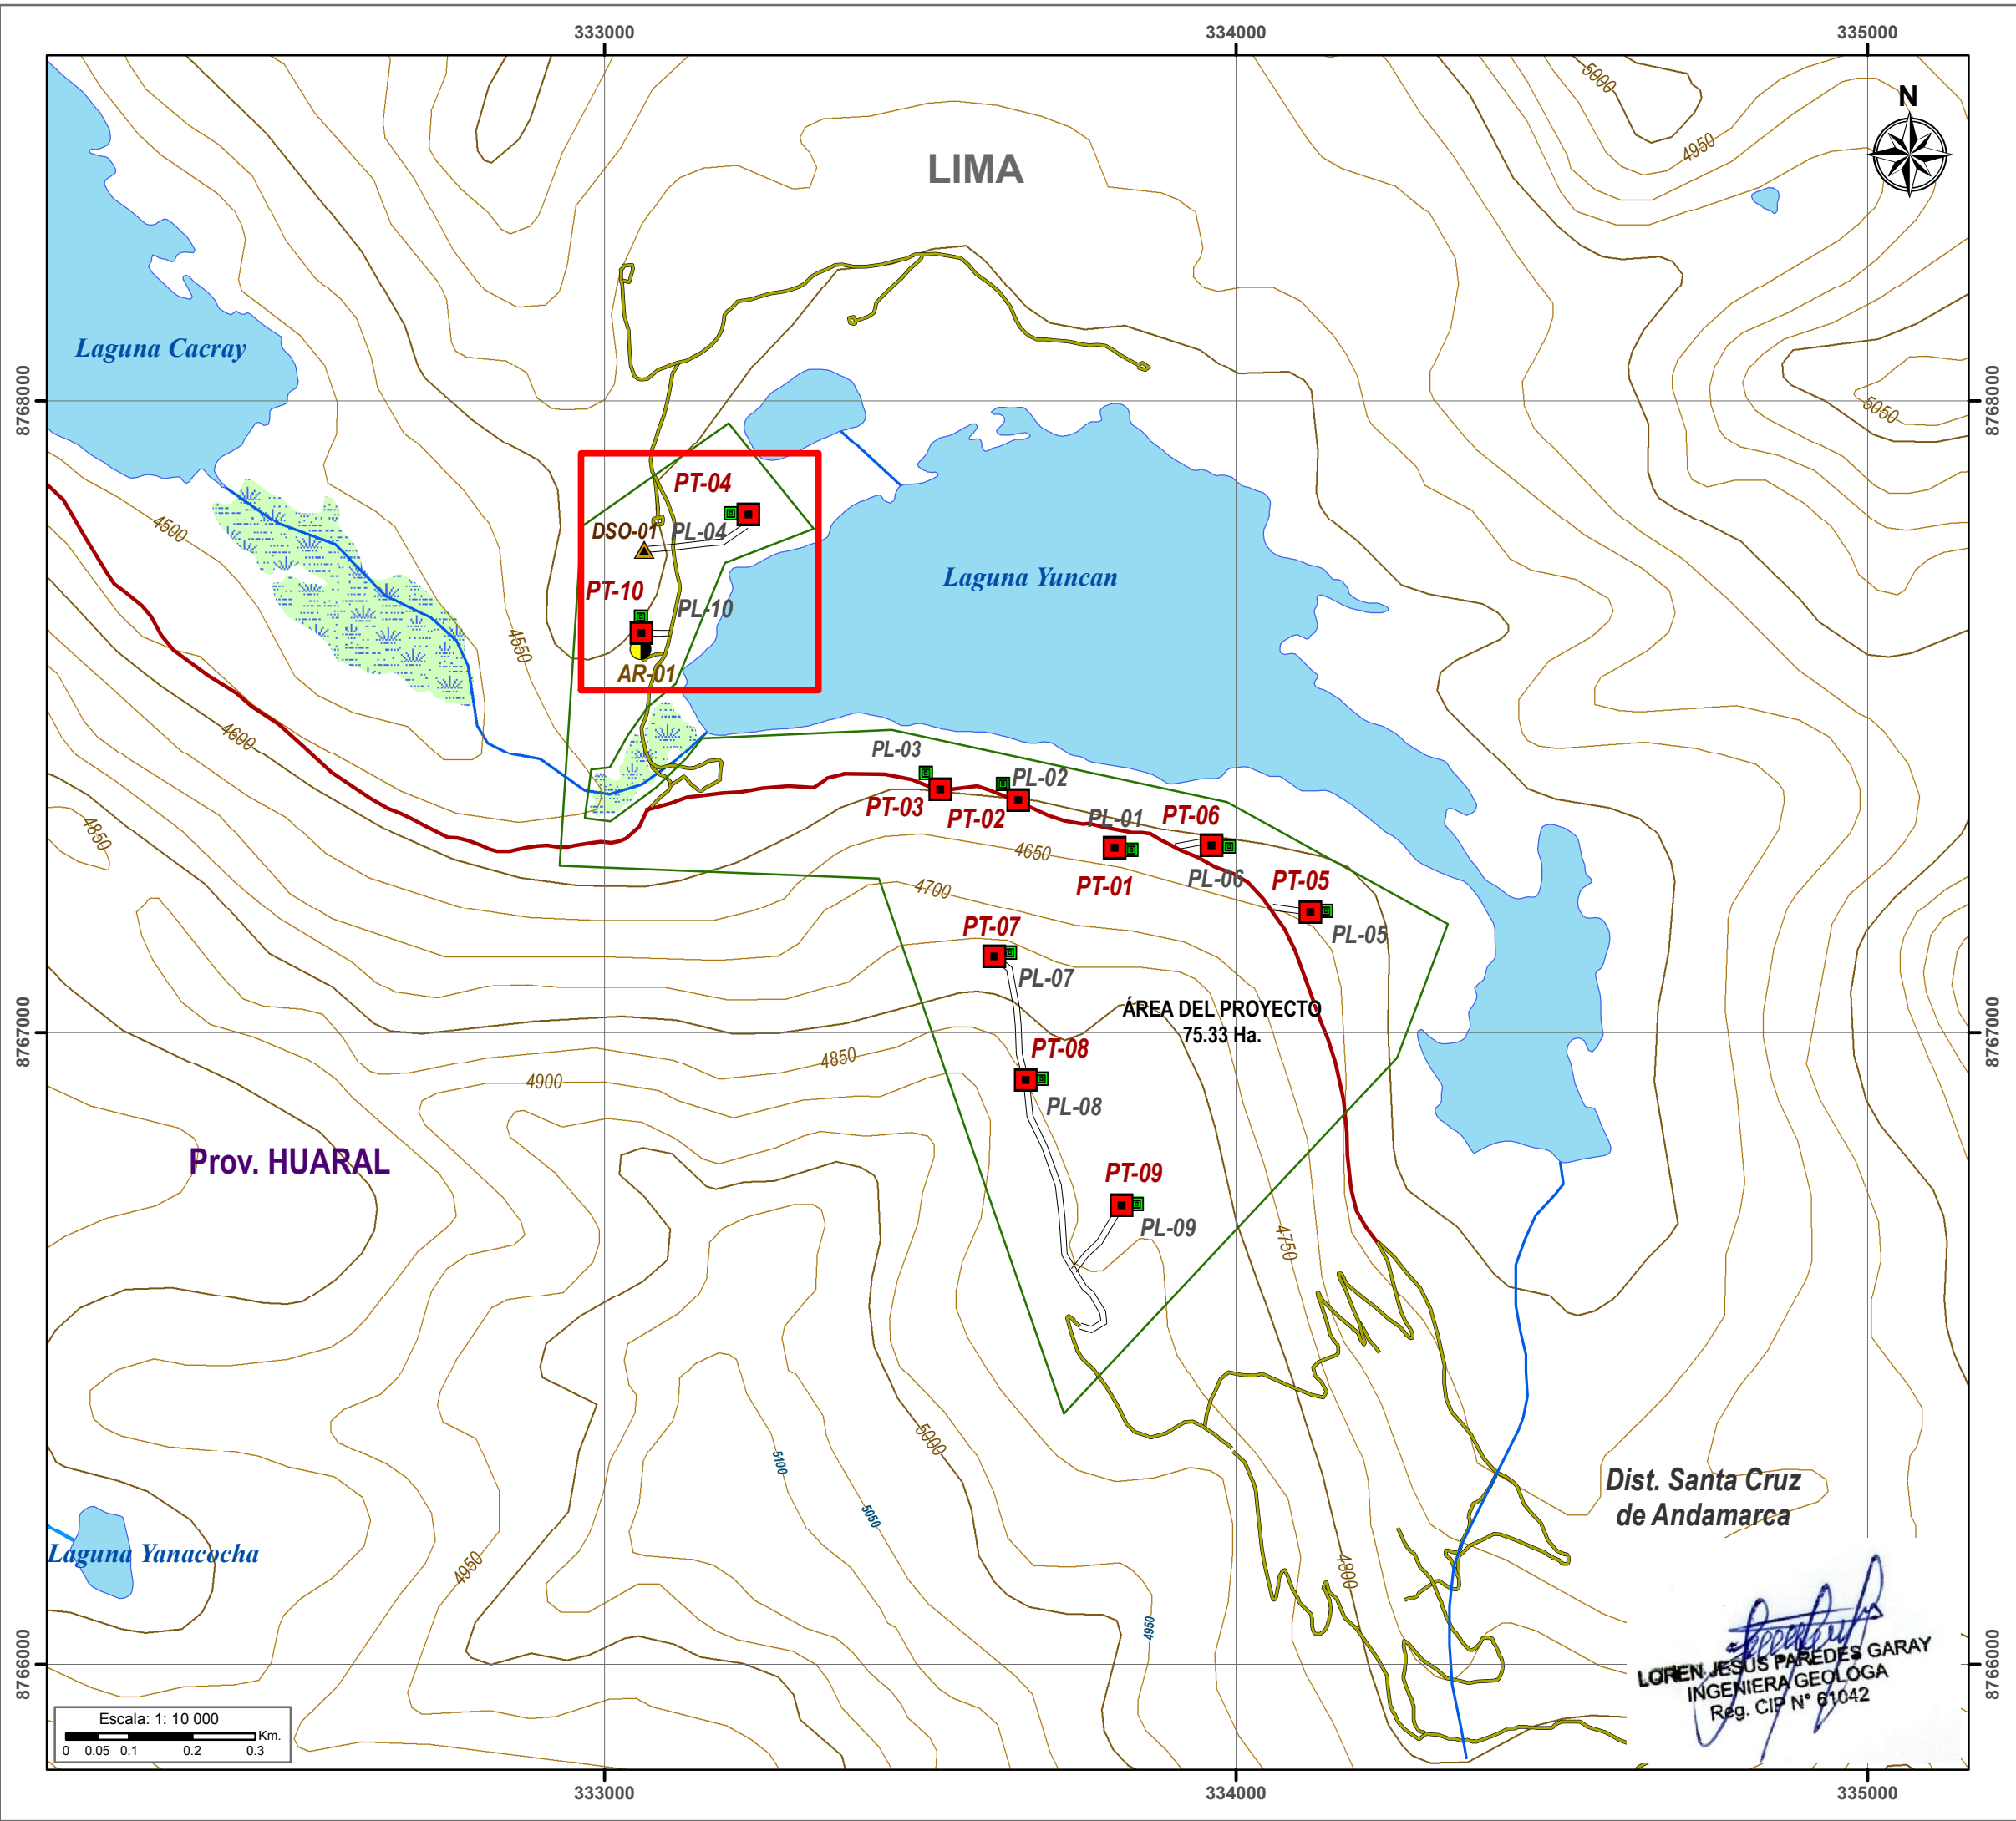 333000
334000
335000
5000
4950
N
LIMA
Laguna Cacray
8768000
8768000
5050
PT-04
4500
DSO-01
PL-04
Laguna Yuncan
PT-10
PL-10
4550
AR-01
4600
PL-03
PL-02
PT-03
PT-02
PL-01
PT-06
4850
4650
PL-06
PT-05
4700
PT-01
PT-07
PL-05
PL-07
ÁREA DEL PROYECTO
75.33 Ha.
8767000
8767000
PT-08
4850
4900
PL-08
Prov. HUARAL
PT-09
PL-09
4750
5000
5100
5050
Dist. Santa Cruz
de Andamarca
Laguna Yanacocha
4950
4800
4950
8766000
8766000
LOREN JESUS PAREDES GARAY
INGENIERA GEOLOGA
Reg. CIP N° 61042
Escala: 1: 10 000
Km.
0 0.05 0.1 0.2 0.3
333000
334000
335000